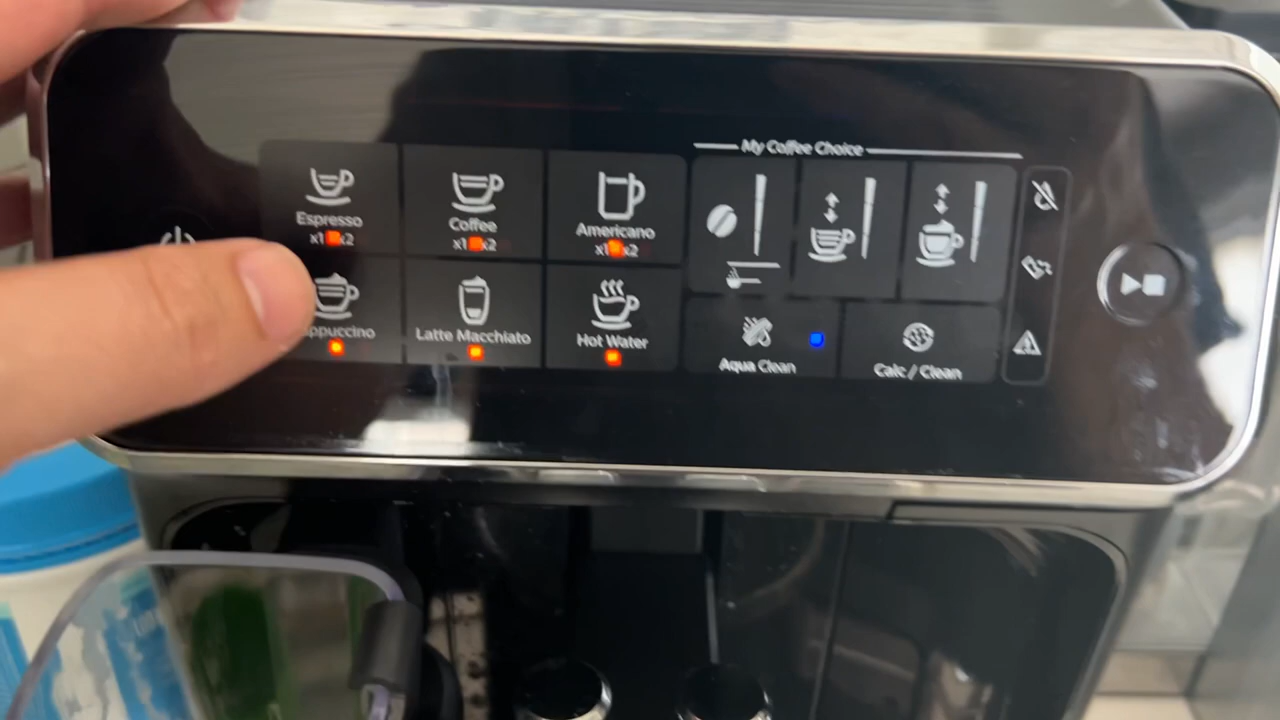 My Coffee Choice
Espresso
x1 x2
Coffee
x1 x2
Americano
x1 x2
Latte Macchiato
Hot Water
Aqua Clean
Calc / Clean